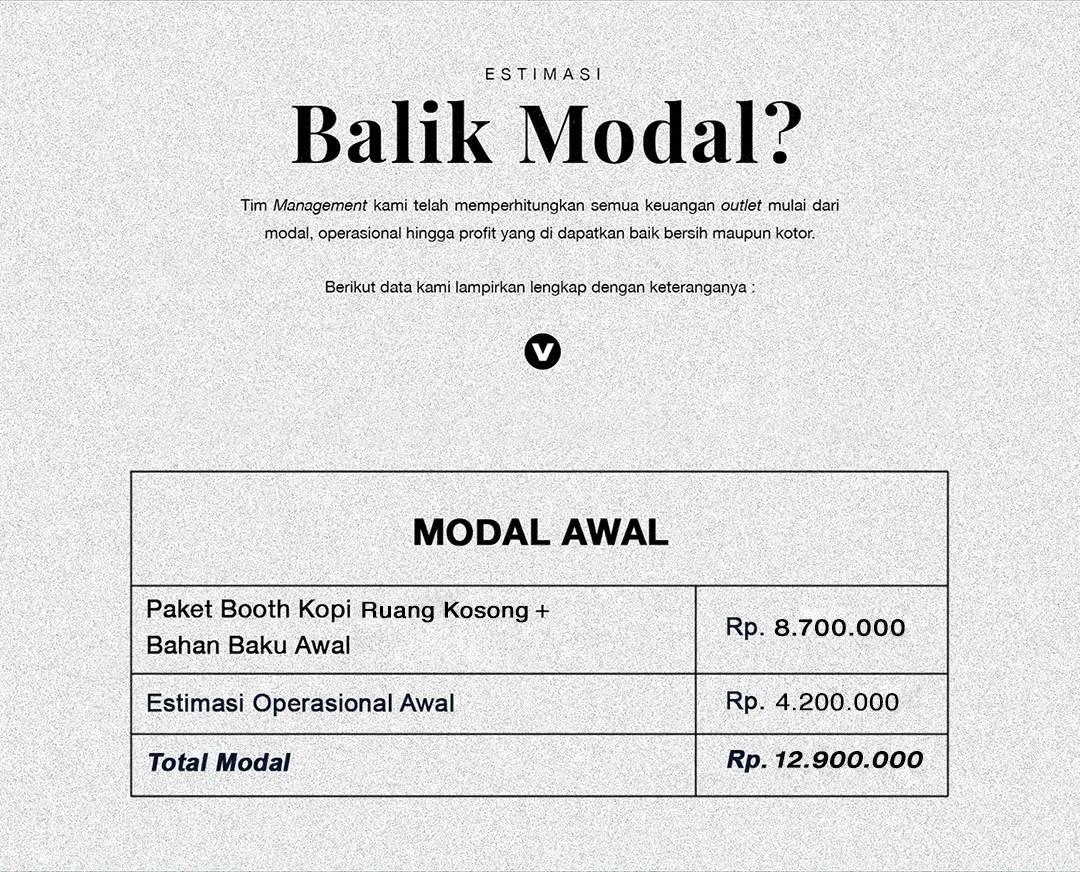 ESTIMASI
Balik Modal?
Tim Management kami telah memperhitungkan semua keuangan outlet mulai dari
modal, operasional hingga profit yang di dapatkan baik bersih maupun kotor.
Berikut data kami lampirkan lengkap dengan keteranganya :
V
MODAL AWAL
Paket Booth Kopi Ruang Kosong +
Bahan Baku Awal
Rp. 8.700.000
Estimasi Operasional Awal
Rp. 4.200.000
Total Modal
Rp. 12.900.000